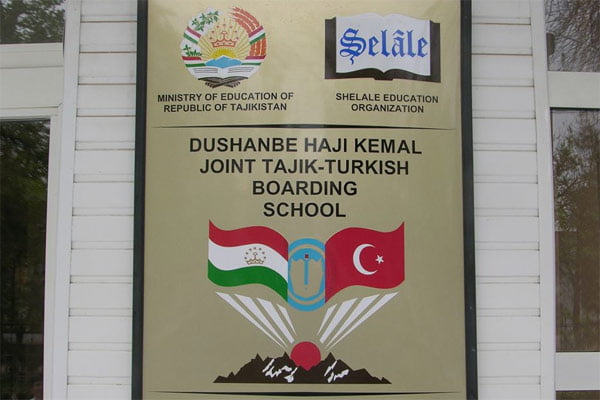 Şelâle
MINISTRY OF EDUCATION OF
REPUBLIC OF TAJIKISTAN
SHELALE EDUCATION
ORGANIZATION
DUSHANBE HAJI KEMAL
JOINT TAJIK-TURKISH
BOARDING
SCHOOL